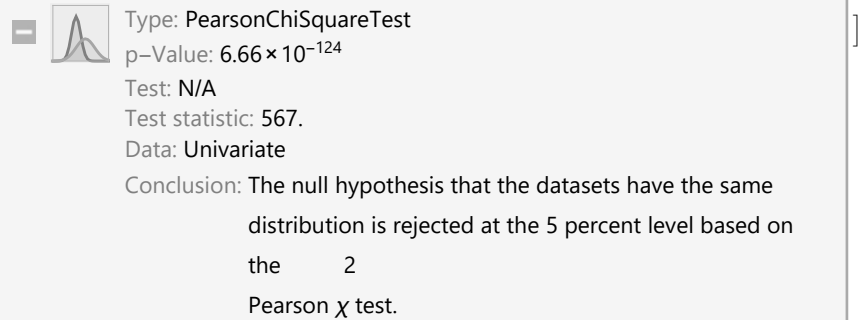 Type: PearsonChiSquareTest
p−Value: 6.66×10⁻¹²⁴
Test: N/A
Test statistic: 567.
Data: Univariate
Conclusion: The null hypothesis that the datasets have the same
distribution is rejected at the 5 percent level based on
the 2
Pearson χ test.